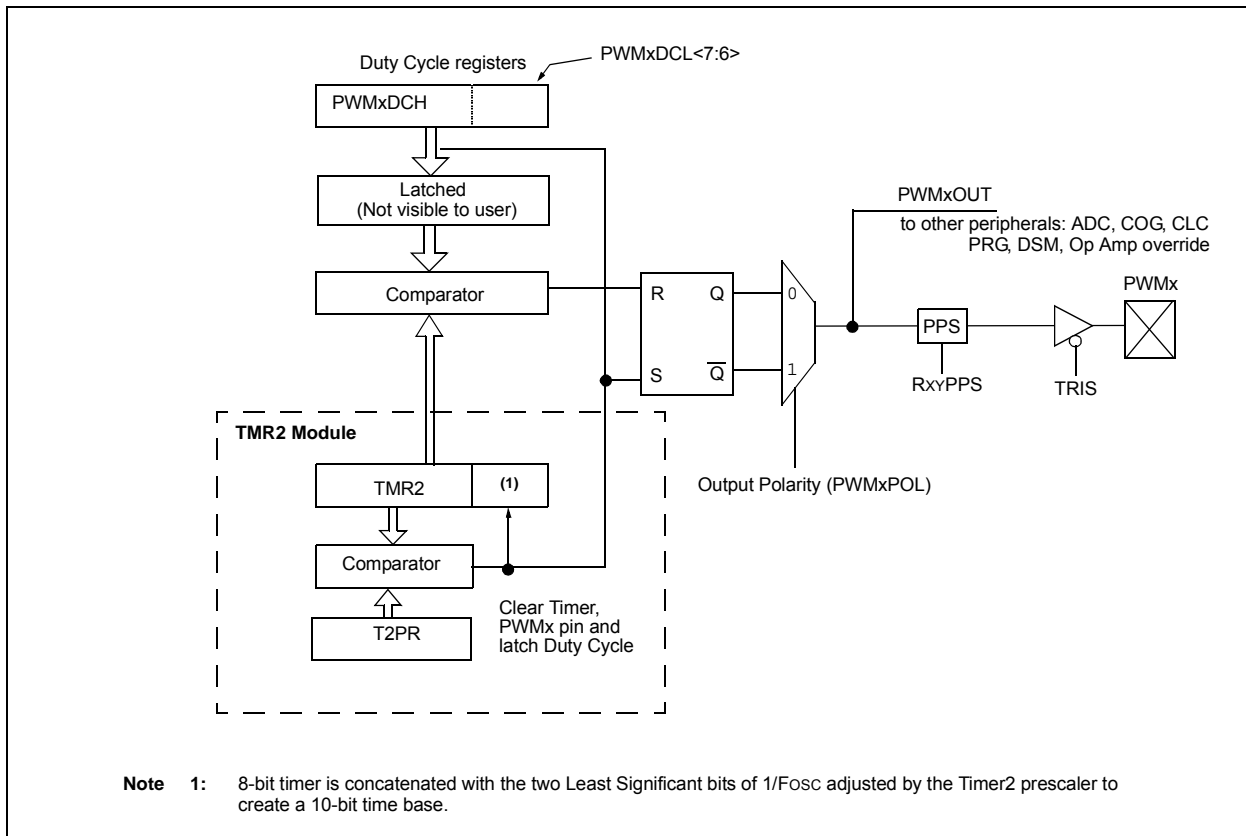 Duty Cycle registers
PWMxDCL<7:6>
PWMxDCH
Latched
(Not visible to user)
Comparator
R
Q
S
Q̅
0
1
PWMxOUT
to other peripherals: ADC, COG, CLC
PRG, DSM, Op Amp override
PWMx
PPS
RxyPPS
TRIS
Output Polarity (PWMxPOL)
TMR2 Module
TMR2
(1)
Comparator
T2PR
Clear Timer,
PWMx pin and
latch Duty Cycle
Note 1: 8-bit timer is concatenated with the two Least Significant bits of 1/FOSC adjusted by the Timer2 prescaler to
create a 10-bit time base.